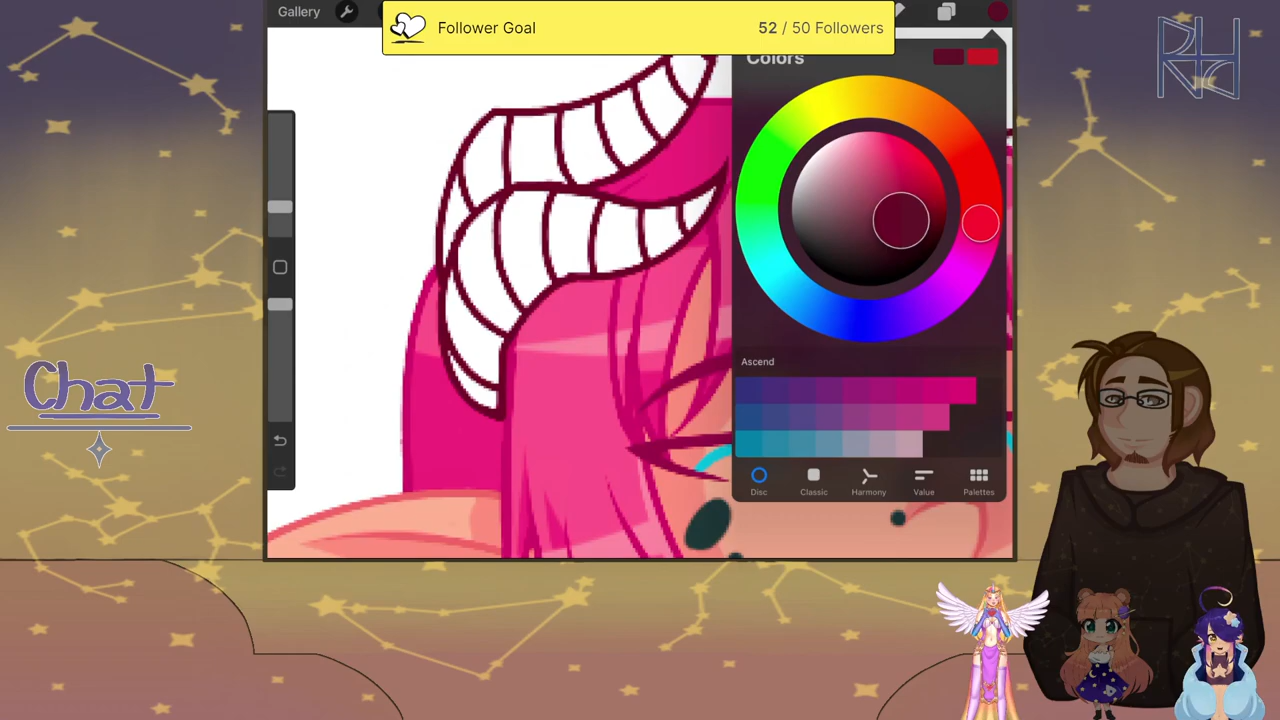 Gallery
Follower Goal
52 / 50 Followers
Colors
Ascend
Disc
Classic
Harmony
Value
Palettes
Chat